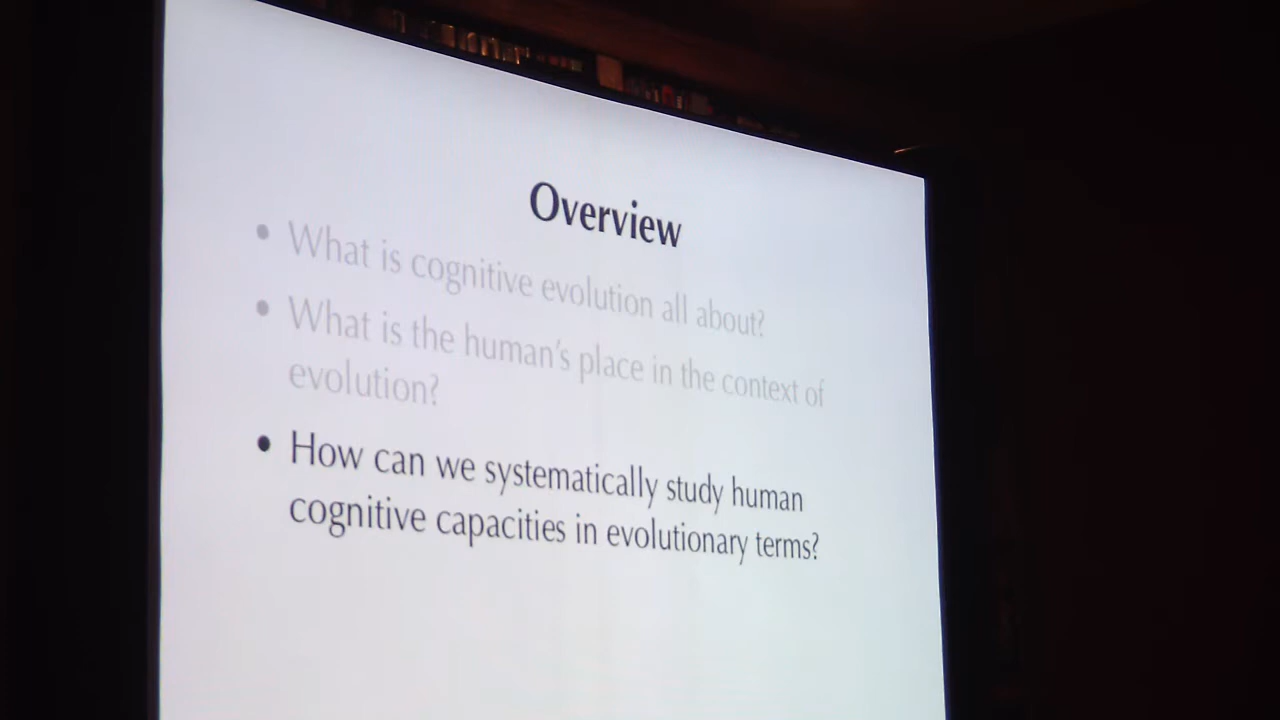 Overview
• What is cognitive evolution all about?
• What is the human's place in the context of
evolution?
• How can we systematically study human
cognitive capacities in evolutionary terms?